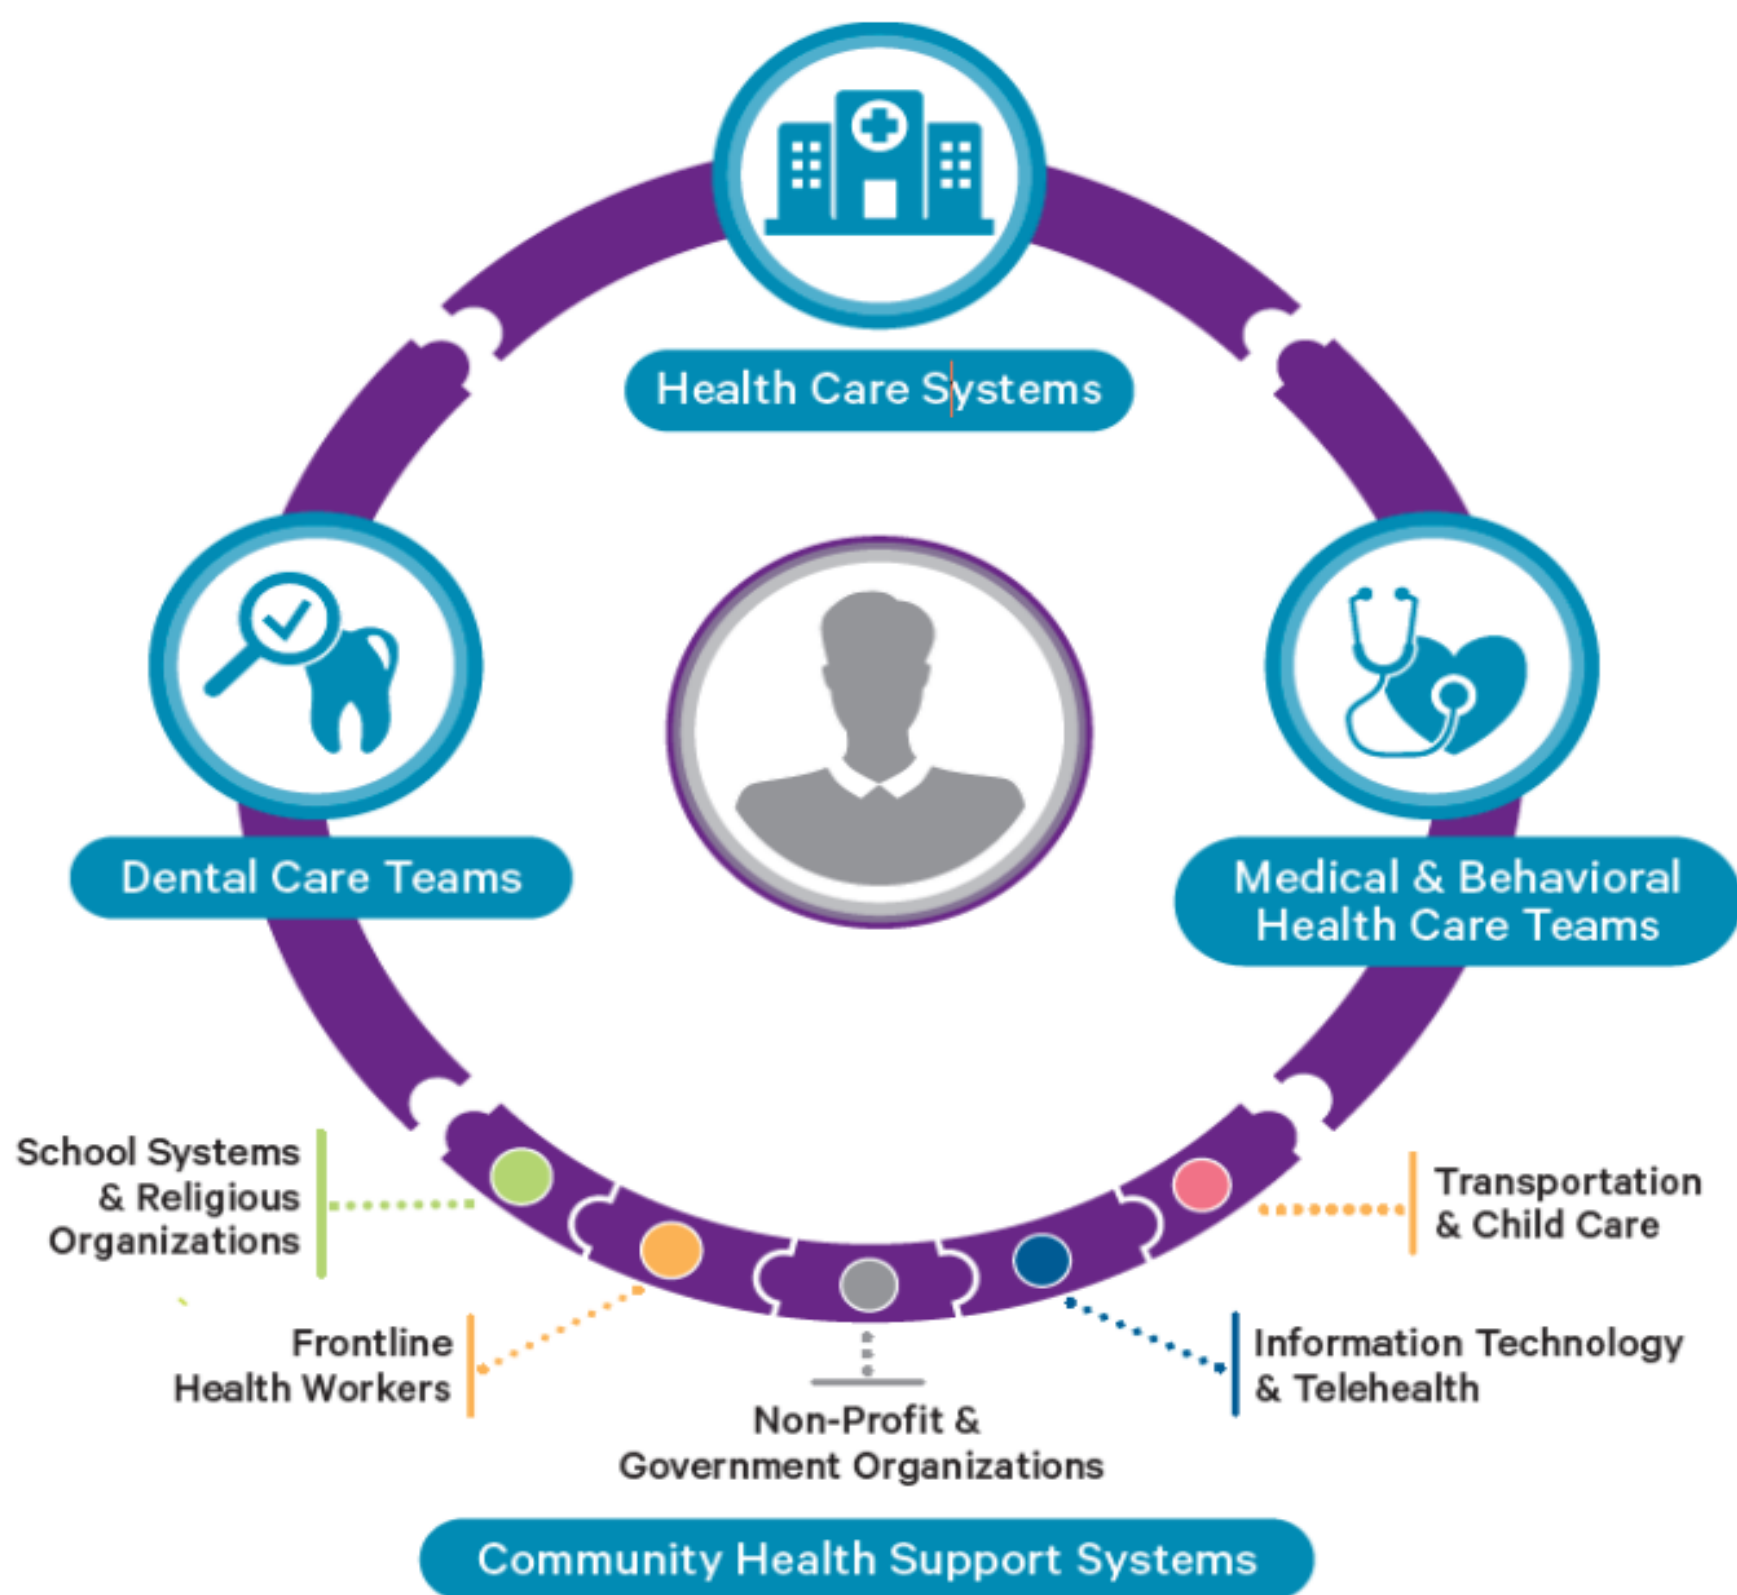 Health Care Systems
Dental Care Teams
Medical & Behavioral
Health Care Teams
School Systems
& Religious
Organizations
Transportation
& Child Care
Frontline
Health Workers
Information Technology
& Telehealth
Non-Profit &
Government Organizations
Community Health Support Systems